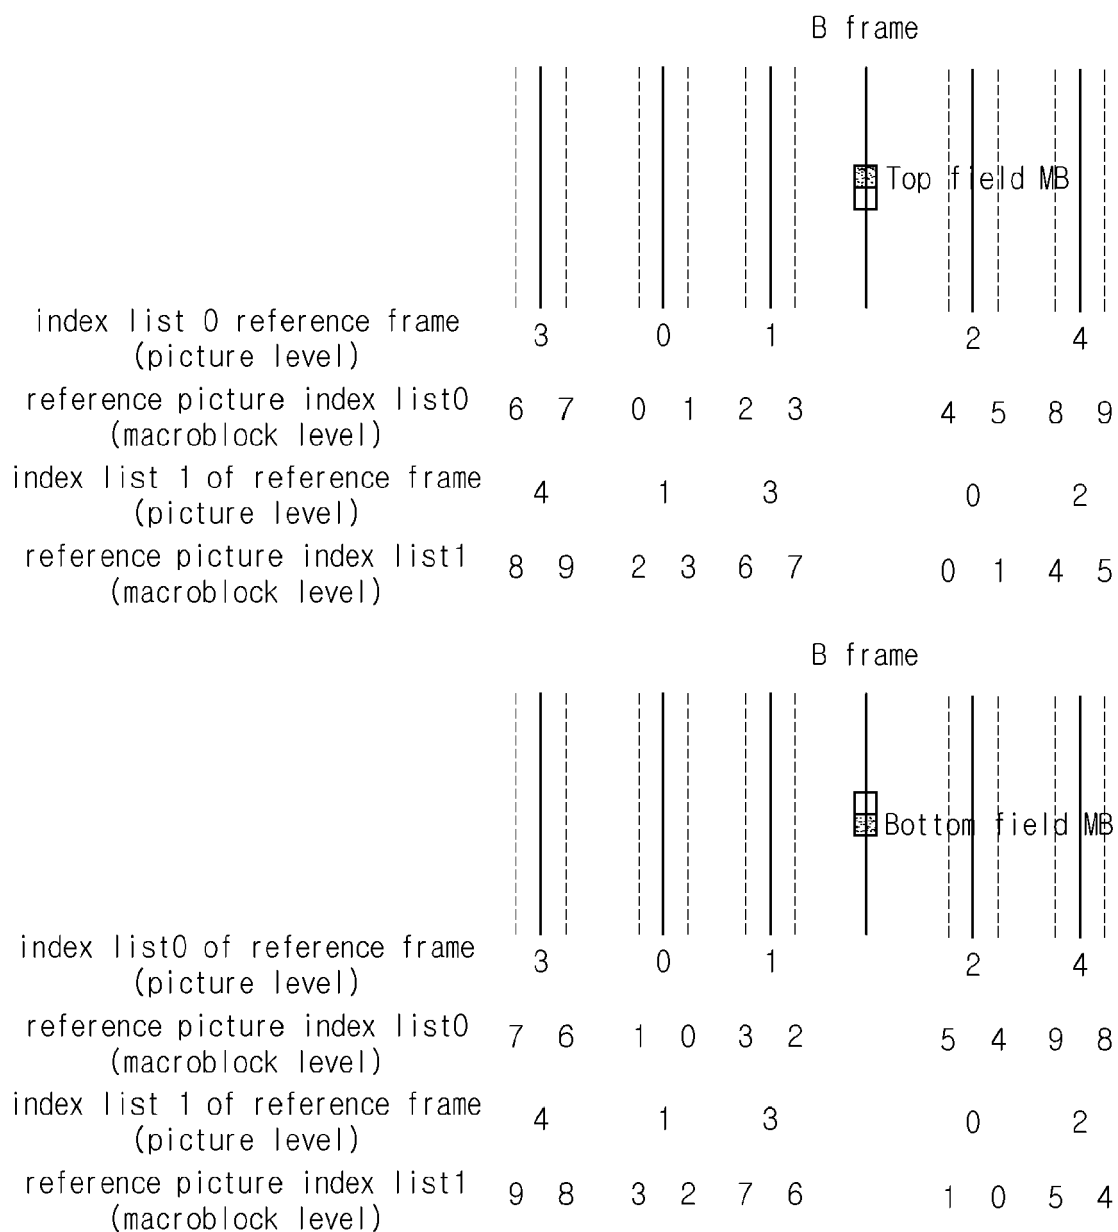 B frame
Top field MB
index list 0 reference frame
(picture level)
3 0 1 2 4
reference picture index list0
(macroblock level)
6 7 0 1 2 3 4 5 8 9
index list 1 of reference frame
(picture level)
4 1 3 0 2
reference picture index list1
(macroblock level)
8 9 2 3 6 7 0 1 4 5
B frame
Bottom field MB
index list0 of reference frame
(picture level)
3 0 1 2 4
reference picture index list0
(macroblock level)
7 6 1 0 3 2 5 4 9 8
index list 1 of reference frame
(picture level)
4 1 3 0 2
reference picture index list1
(macroblock level)
9 8 3 2 7 6 1 0 5 4